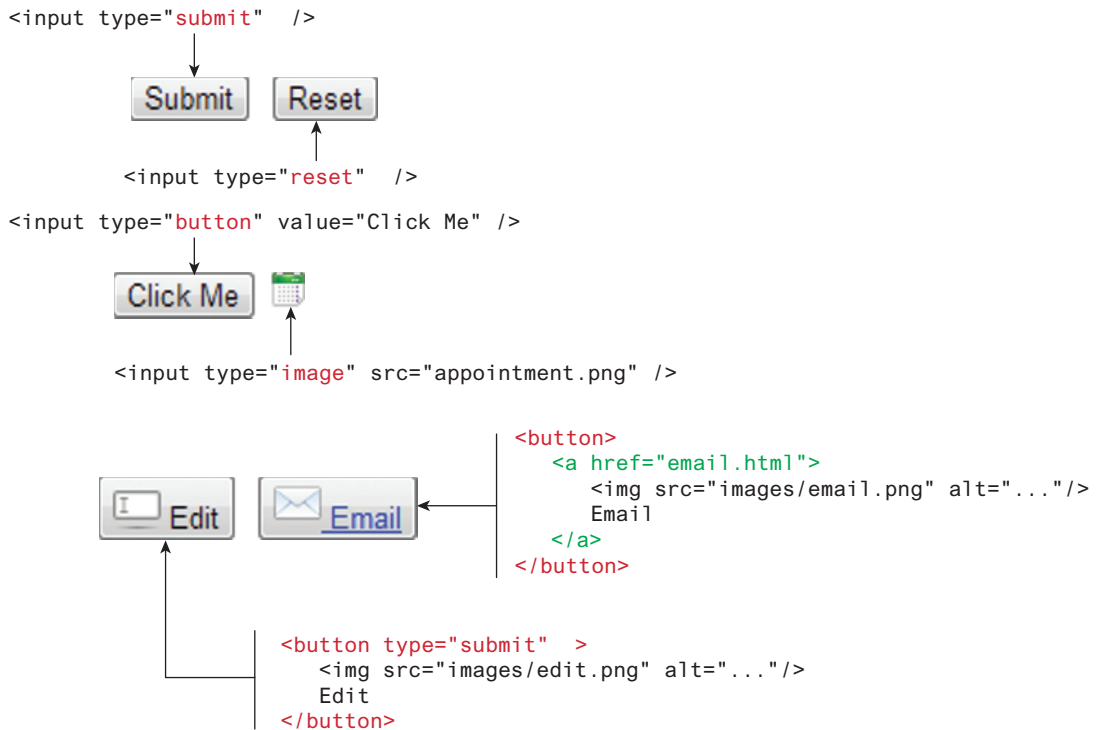 <input type="submit"  />
Submit
Reset
<input type="reset"  />
<input type="button" value="Click Me" />
Click Me
<input type="image" src="appointment.png" />
<button>
<a href="email.html">
<img src="images/email.png" alt="..."/>
Email
</a>
</button>
Edit
Email
<button type="submit"  >
<img src="images/edit.png" alt="..."/>
Edit
</button>